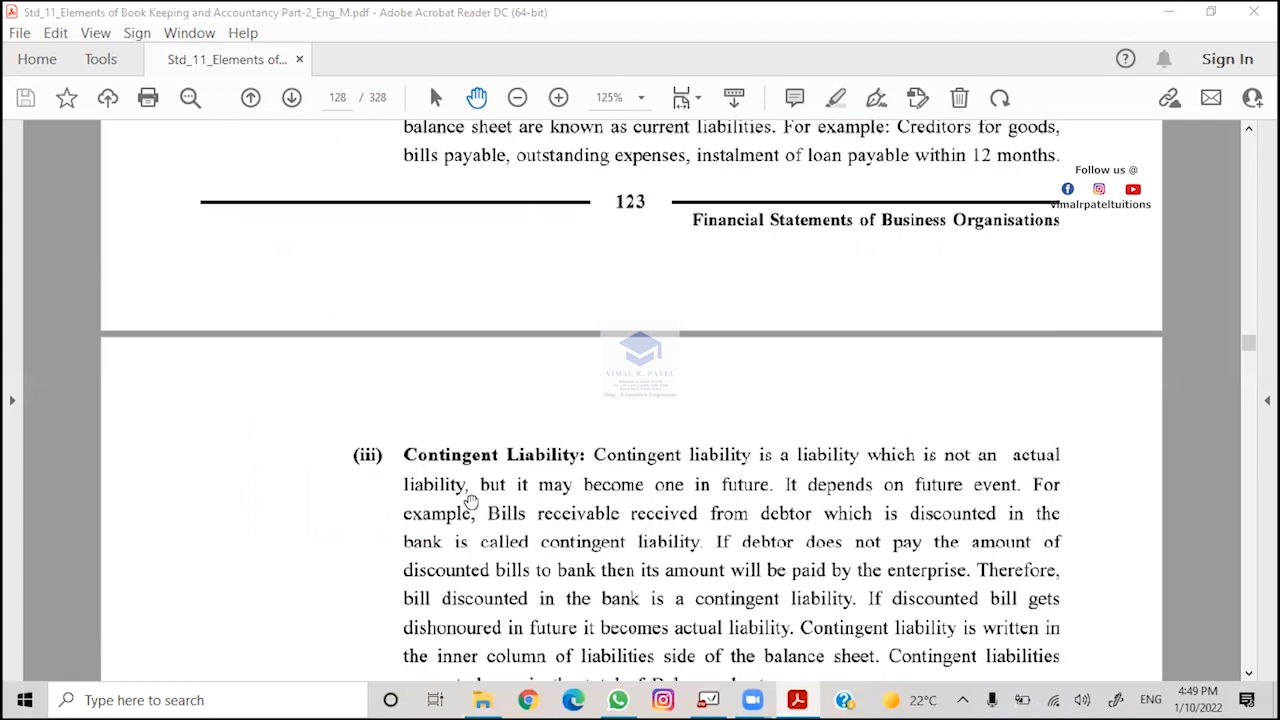 Std_11_Elements of Book Keeping and Accountancy Part-2_Eng_M.pdf - Adobe Acrobat Reader DC (64-bit)
File Edit View Sign Window Help
Home Tools Std_11_Elements of... × Sign In
128 / 328 125%
balance sheet are known as current liabilities. For example: Creditors for goods,
bills payable, outstanding expenses, instalment of loan payable within 12 months.
Follow us @
vimalrpateltuitions
123
Financial Statements of Business Organisations
VIMAL R. PATEL
(iii) Contingent Liability: Contingent liability is a liability which is not an actual
liability, but it may become one in future. It depends on future event. For
example, Bills receivable received from debtor which is discounted in the
bank is called contingent liability. If debtor does not pay the amount of
discounted bills to bank then its amount will be paid by the enterprise. Therefore,
bill discounted in the bank is a contingent liability. If discounted bill gets
dishonoured in future it becomes actual liability. Contingent liability is written in
the inner column of liabilities side of the balance sheet. Contingent liabilities
Type here to search
22°C
ENG
4:49 PM
1/10/2022